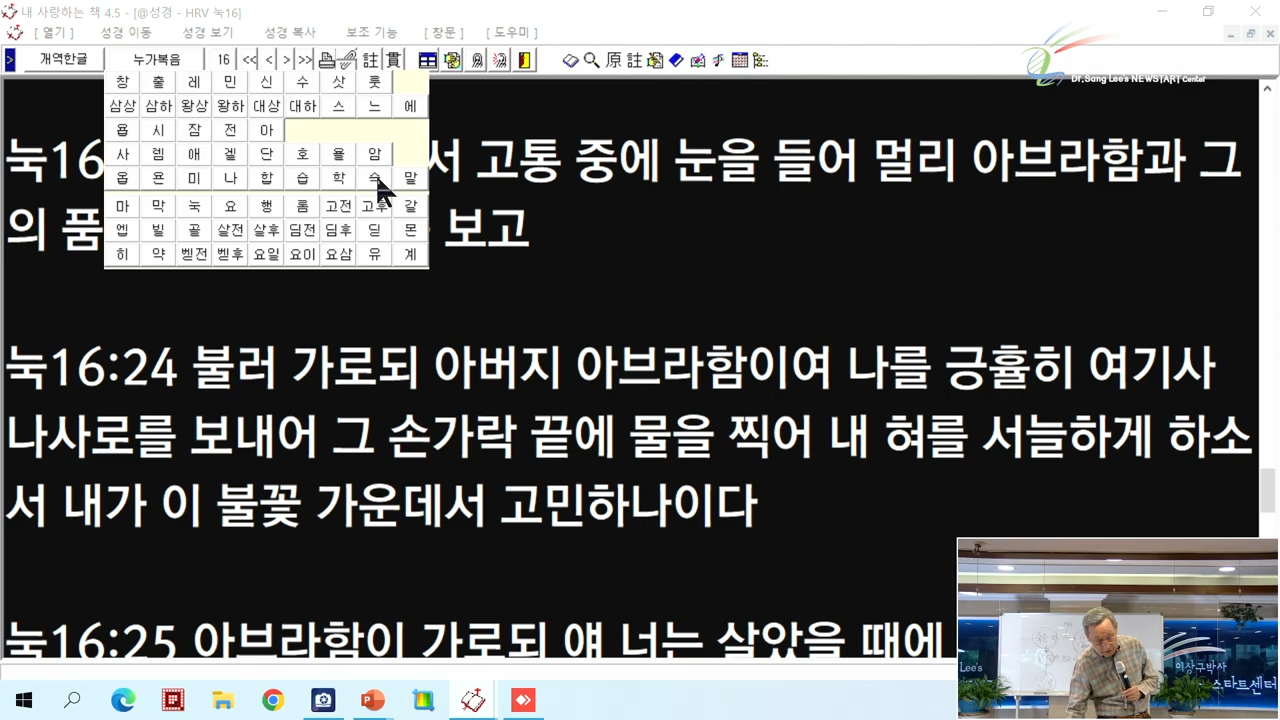 내 사랑하는 책 4.5 - [@성경 - HRV 눅16]
[ 열기 ] 성경 이동 성경 보기 성경 복사 보조 기능 [ 창문 ] [ 도우미 ]
개역한글 누가복음 16 << < > >> 註 貫 原 註
Dr.Sang Lee's NEWSTART Center
창 출 레 민 신 수 삿 룻
삼상 삼하 왕상 왕하 대상 대하 스 느 에
욥 시 잠 전 마
사 렘 애 겔 단 호 욜 암
옵 욘 미 나 합 습 학 말
마 막 눅 요 행 롬 고전 고후 갈
엡 빌 골 살전 살후 딤전 딤후 딛 몬
히 약 벧전 벧후 요일 요이 요삼 유 계
눅16 서 고통 중에 눈을 들어 멀리 아브라함과 그
의 품 보고
눅16:24 불러 가로되 아버지 아브라함이여 나를 긍휼히 여기사
나사로를 보내어 그 손가락 끝에 물을 찍어 내 혀를 서늘하게 하소
서 내가 이 불꽃 가운데서 고민하나이다
눅16:25 아브라함이 가로되 얘 너는 살았을 때에
Lee's
이상구박사
스타트센터